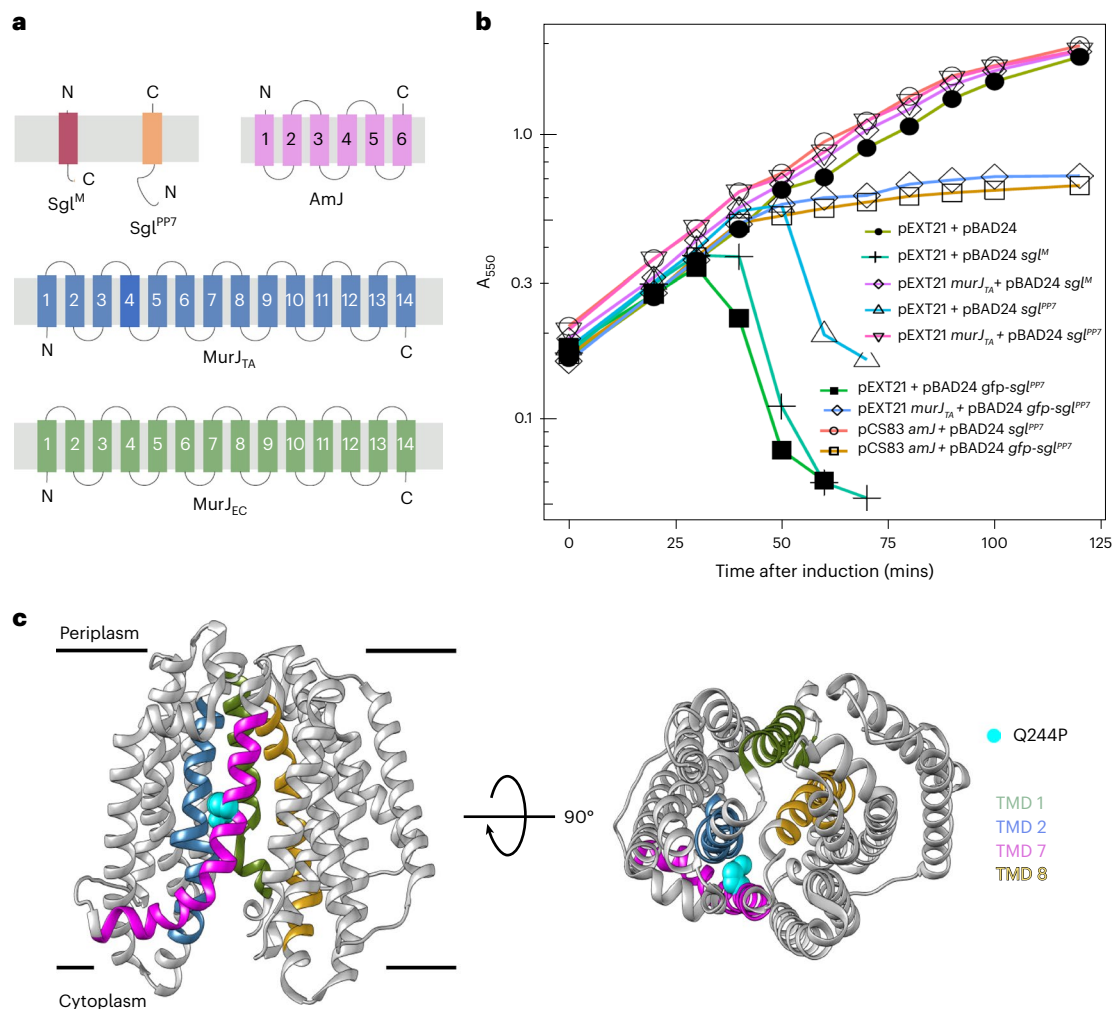 a
N
C
C
N
Sgl^M
Sgl^PP7
N
C
1 2 3 4 5 6
AmJ
1 2 3 4 5 6 7 8 9 10 11 12 13 14
N
C
MurJ_TA
1 2 3 4 5 6 7 8 9 10 11 12 13 14
N
C
MurJ_EC
b
A_550
1.0
0.3
0.1
0 25 50 75 100 125
Time after induction (mins)
pEXT21 + pBAD24
pEXT21 + pBAD24 sgl^M
pEXT21 murJ_TA + pBAD24 sgl^M
pEXT21 + pBAD24 sgl^PP7
pEXT21 murJ_TA + pBAD24 sgl^PP7
pEXT21 + pBAD24 gfp-sgl^PP7
pEXT21 murJ_TA + pBAD24 gfp-sgl^PP7
pCS83 amJ + pBAD24 sgl^PP7
pCS83 amJ + pBAD24 gfp-sgl^PP7
c
Periplasm
Cytoplasm
90°
Q244P
TMD 1
TMD 2
TMD 7
TMD 8